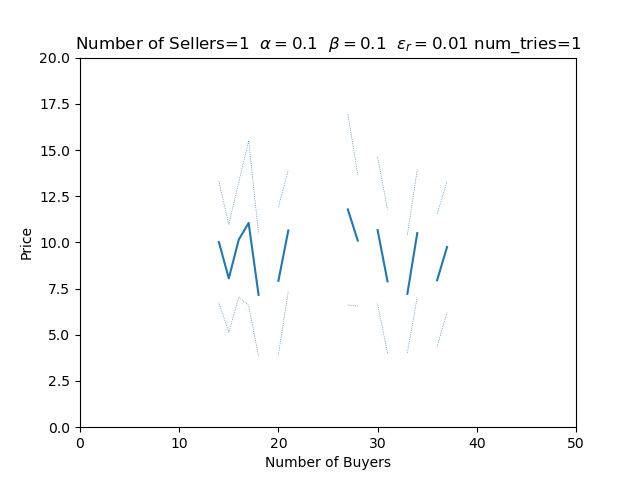 Number of Sellers=1 α = 0.1 β = 0.1 ε_r = 0.01 num_tries=1
20.0
17.5
15.0
12.5
10.0
7.5
5.0
2.5
0.0
Price
0 10 20 30 40 50
Number of Buyers